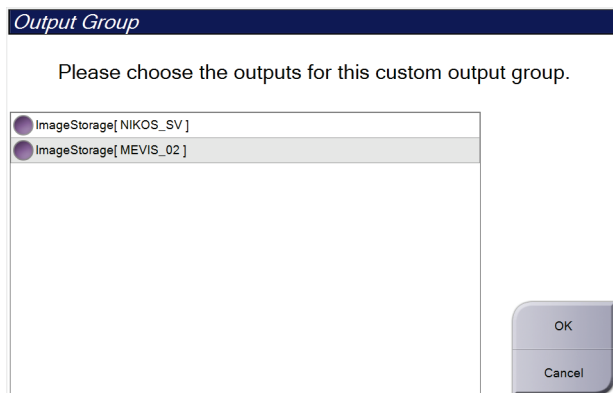 Output Group
Please choose the outputs for this custom output group.
ImageStorage[ NIKOS_SV ]
ImageStorage[ MEVIS_02 ]
OK
Cancel